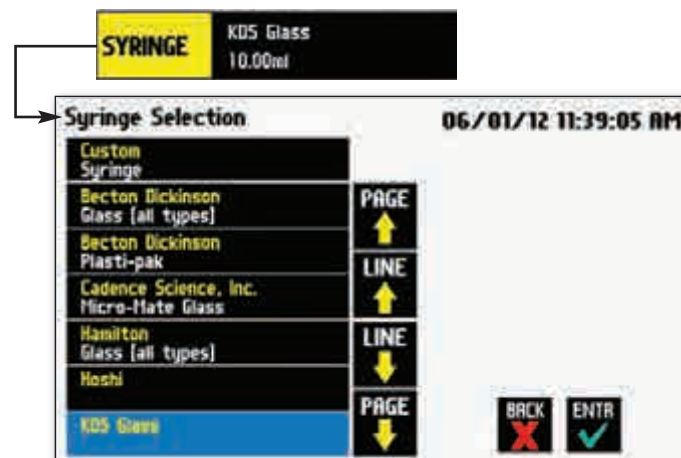 SYRINGE
KDS Glass
10.00ml
Syringe Selection
06/01/12 11:39:05 AM
Custom
Syringe
Becton Dickinson
Glass [all types]
Becton Dickinson
Plasti-pak
Cadence Science, Inc.
Micro-Mate Glass
Hamilton
Glass [all types]
Hoshi
KDS Glass
PAGE
LINE
LINE
PAGE
BACK
ENTR